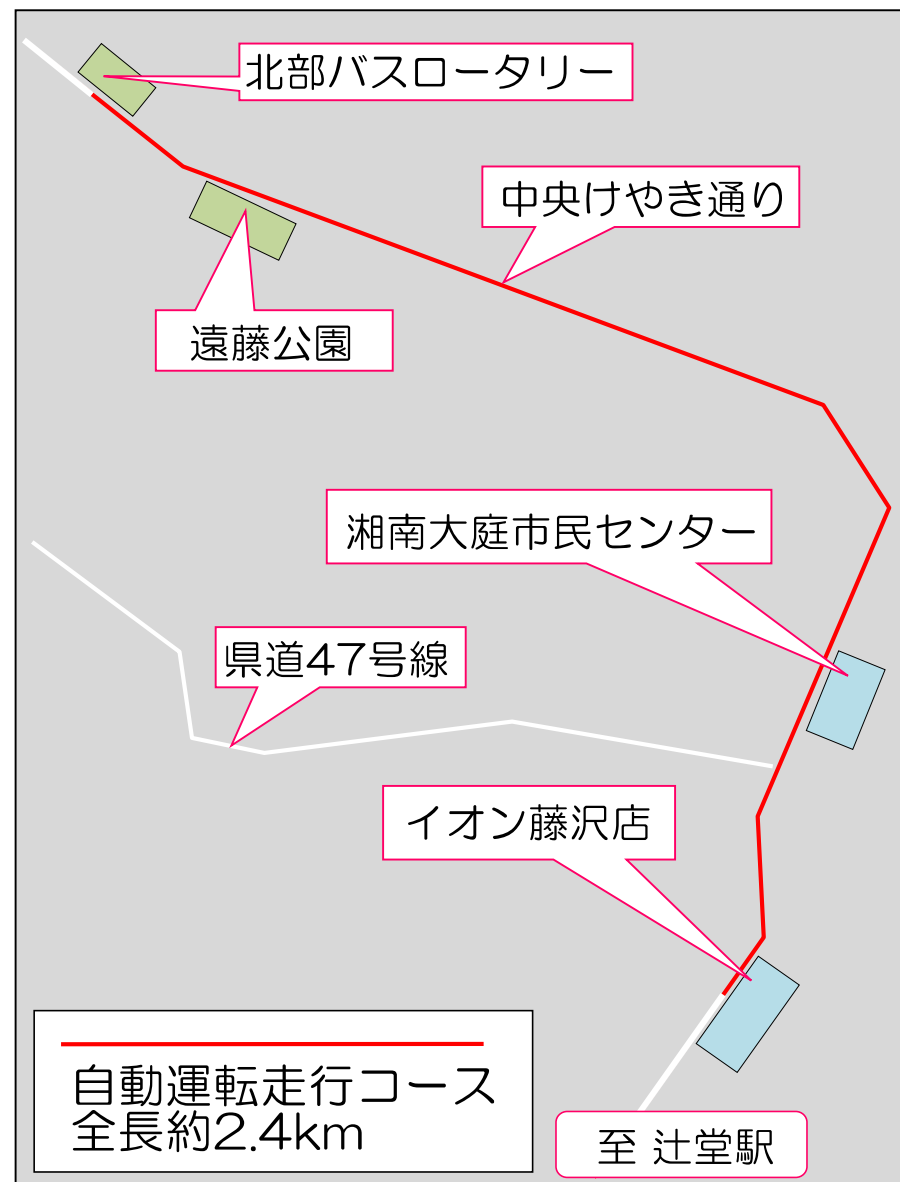 北部バスロータリー
中央けやき通り
遠藤公園
湘南大庭市民センター
県道47号線
イオン藤沢店
自動運転走行コース
全長約2.4km
至 辻堂駅